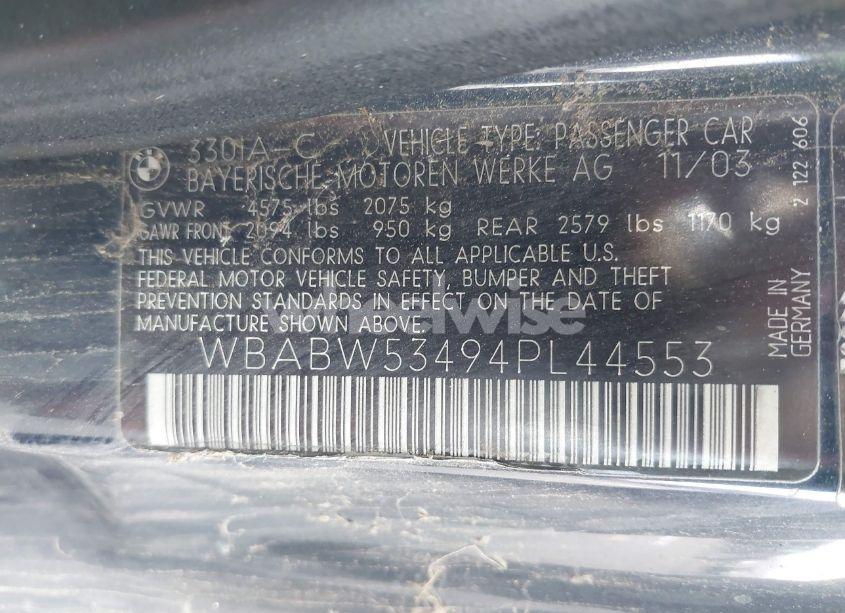 330IA-C VEHICLE TYPE: PASSENGER CAR
BAYERISCHE MOTOREN WERKE AG 11/03
GVWR 4575 lbs 2075 kg
GAWR FRONT 2094 lbs 950 kg REAR 2579 lbs 1170 kg
THIS VEHICLE CONFORMS TO ALL APPLICABLE U.S.
FEDERAL MOTOR VEHICLE SAFETY, BUMPER AND THEFT
PREVENTION STANDARDS IN EFFECT ON THE DATE OF
MANUFACTURE SHOWN ABOVE.
WBABW53494PL44553
MADE IN
GERMANY
2 122 606
wheelwise